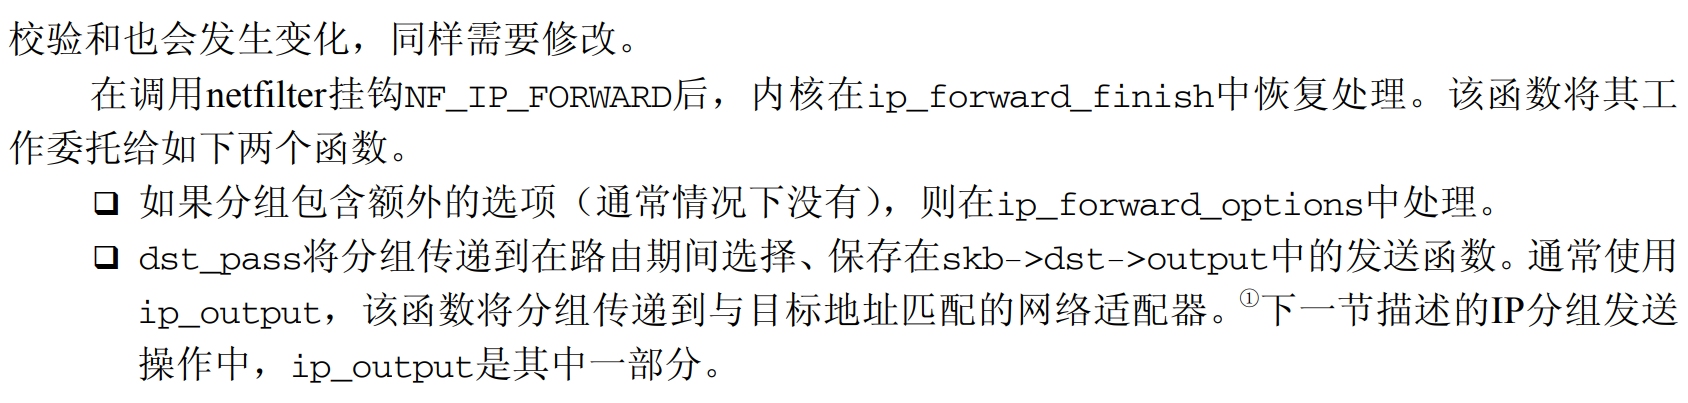 校验和也会发生变化，同样需要修改。
在调用netfilter挂钩NF_IP_FORWARD后，内核在ip_forward_finish中恢复处理。该函数将其工
作委托给如下两个函数。
❑ 如果分组包含额外的选项（通常情况下没有），则在ip_forward_options中处理。
❑ dst_pass将分组传递到在路由期间选择、保存在skb->dst->output中的发送函数。通常使用
ip_output，该函数将分组传递到与目标地址匹配的网络适配器。①下一节描述的IP分组发送
操作中，ip_output是其中一部分。